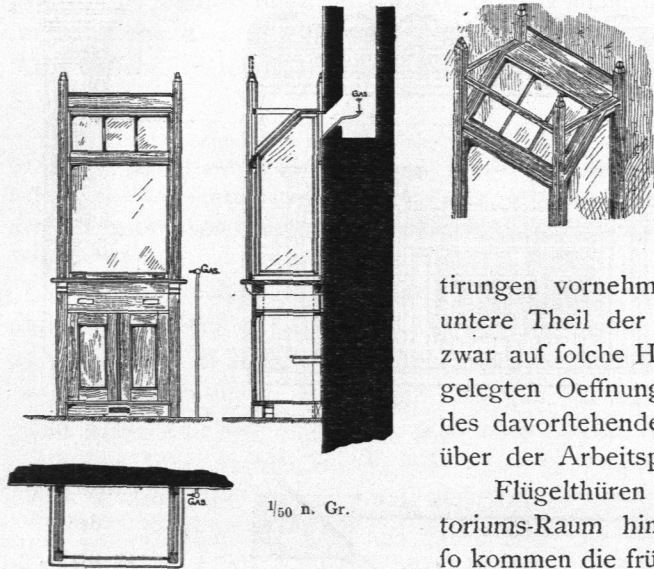 GAS.
GAS.
GAS.
1/50 n. Gr.
tirungen vornehm
untere Theil der
zwar auf ſolche H
gelegten Oeffnung
des davorſtehende
über der Arbeitsp
Flügelthüren
toriums-Raum hin
ſo kommen die frü